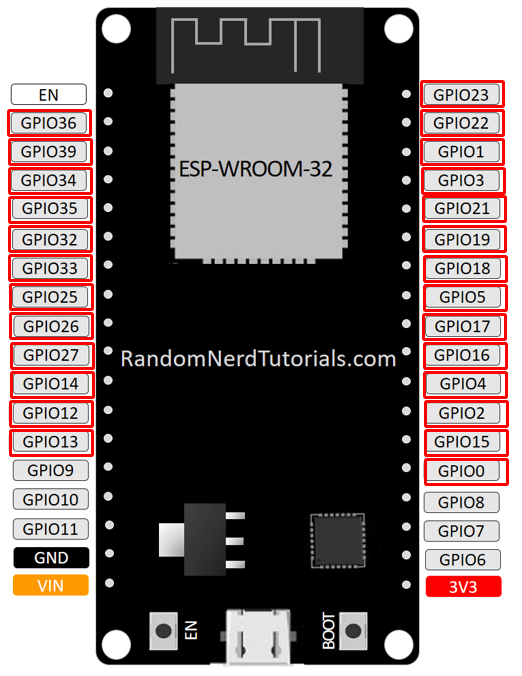 ESP-WROOM-32
EN
GPIO36
GPIO39
GPIO34
GPIO35
GPIO32
GPIO33
GPIO25
GPIO26
GPIO27
GPIO14
GPIO12
GPIO13
GPIO9
GPIO10
GPIO11
GND
VIN
RandomNerdTutorials.com
GPIO23
GPIO22
GPIO1
GPIO3
GPIO21
GPIO19
GPIO18
GPIO5
GPIO17
GPIO16
GPIO4
GPIO2
GPIO15
GPIO0
GPIO8
GPIO7
GPIO6
3V3
EN
BOOT